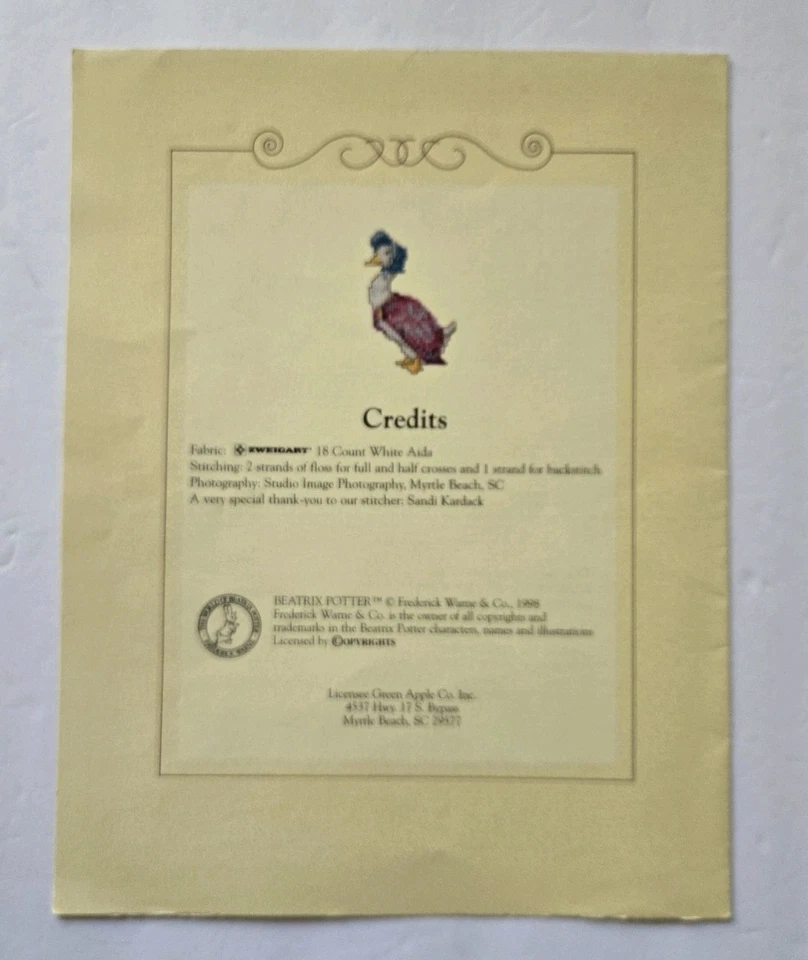 Credits
Fabric: ZWEIGART® 18 Count White Aida
Stitching: 2 strands of floss for full and half crosses and 1 strand for backstitch
Photography: Studio Image Photography, Myrtle Beach, SC
A very special thank-you to our stitcher: Sandi Kardack
BEATRIX POTTER™ © Frederick Warne & Co., 1998
Frederick Warne & Co. is the owner of all copyrights and
trademarks in the Beatrix Potter characters, names and illustrations
Licensed by ©OPYRIGHTS
Licensee Green Apple Co. Inc.
4537 Hwy. 17 S. Bypass
Myrtle Beach, SC 29577